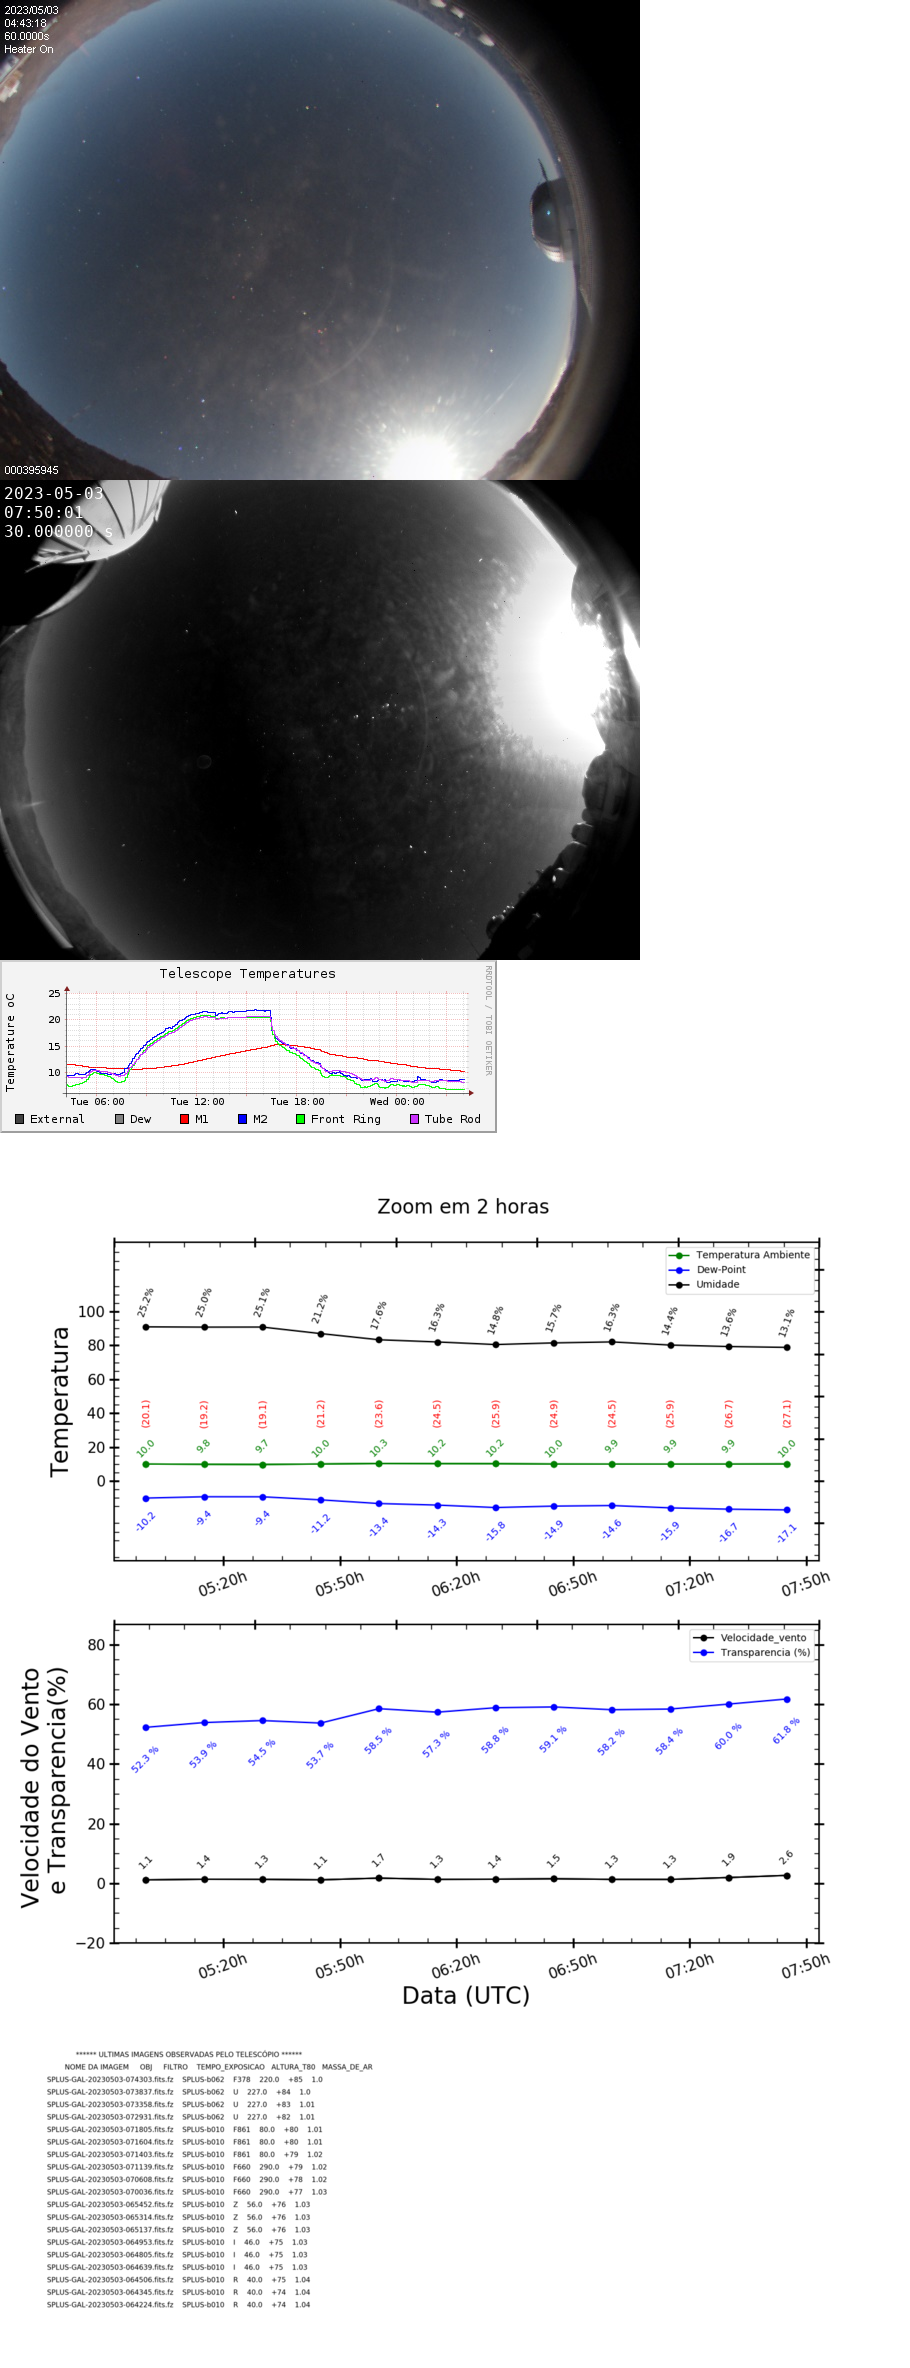 2023/05/03
04:43:18
60.0000s
Heater On
000395945
2023-05-03
07:50:01
30.000000 s
Telescope Temperatures
RRDTOOL / TOBI OETIKER
Temperature oC
25
20
15
10
Tue 06:00 Tue 12:00 Tue 18:00 Wed 00:00
External Dew M1 M2 Front Ring Tube Rod
Zoom em 2 horas
Temperatura Ambiente
Dew-Point
Umidade
Temperatura
100
80
60
40
20
0
25.2% 25.0% 25.1% 21.2% 17.6% 16.3% 14.8% 15.7% 16.3% 14.4% 13.6% 13.1%
(20.1) (19.2) (19.1) (21.2) (23.6) (24.5) (25.9) (24.9) (24.5) (25.9) (26.7) (27.1)
10.0 9.8 9.7 10.0 10.3 10.2 10.2 10.0 9.9 9.9 9.9 10.0
-10.2 -9.4 -9.4 -11.2 -13.4 -14.3 -15.8 -14.9 -14.6 -15.9 -16.7 -17.1
05:20h 05:50h 06:20h 06:50h 07:20h 07:50h
Velocidade_vento
Transparencia (%)
Velocidade do Vento
e Transparencia(%)
80
60
40
20
0
−20
52.3 % 53.9 % 54.5 % 53.7 % 58.5 % 57.3 % 58.8 % 59.1 % 58.2 % 58.4 % 60.0 % 61.8 %
1.1 1.4 1.3 1.1 1.7 1.3 1.4 1.5 1.3 1.3 1.9 2.6
05:20h 05:50h 06:20h 06:50h 07:20h 07:50h
Data (UTC)
****** ULTIMAS IMAGENS OBSERVADAS PELO TELESCÓPIO ******
NOME DA IMAGEM OBJ FILTRO TEMPO_EXPOSICAO ALTURA_T80 MASSA_DE_AR
SPLUS-GAL-20230503-074303.fits.fz SPLUS-b062 F378 220.0 +85 1.0
SPLUS-GAL-20230503-073837.fits.fz SPLUS-b062 U 227.0 +84 1.0
SPLUS-GAL-20230503-073358.fits.fz SPLUS-b062 U 227.0 +83 1.01
SPLUS-GAL-20230503-072931.fits.fz SPLUS-b062 U 227.0 +82 1.01
SPLUS-GAL-20230503-071805.fits.fz SPLUS-b010 F861 80.0 +80 1.01
SPLUS-GAL-20230503-071604.fits.fz SPLUS-b010 F861 80.0 +80 1.01
SPLUS-GAL-20230503-071403.fits.fz SPLUS-b010 F861 80.0 +79 1.02
SPLUS-GAL-20230503-071139.fits.fz SPLUS-b010 F660 290.0 +79 1.02
SPLUS-GAL-20230503-070608.fits.fz SPLUS-b010 F660 290.0 +78 1.02
SPLUS-GAL-20230503-070036.fits.fz SPLUS-b010 F660 290.0 +77 1.03
SPLUS-GAL-20230503-065452.fits.fz SPLUS-b010 Z 56.0 +76 1.03
SPLUS-GAL-20230503-065314.fits.fz SPLUS-b010 Z 56.0 +76 1.03
SPLUS-GAL-20230503-065137.fits.fz SPLUS-b010 Z 56.0 +76 1.03
SPLUS-GAL-20230503-064953.fits.fz SPLUS-b010 I 46.0 +75 1.03
SPLUS-GAL-20230503-064805.fits.fz SPLUS-b010 I 46.0 +75 1.03
SPLUS-GAL-20230503-064639.fits.fz SPLUS-b010 I 46.0 +75 1.03
SPLUS-GAL-20230503-064506.fits.fz SPLUS-b010 R 40.0 +75 1.04
SPLUS-GAL-20230503-064345.fits.fz SPLUS-b010 R 40.0 +74 1.04
SPLUS-GAL-20230503-064224.fits.fz SPLUS-b010 R 40.0 +74 1.04